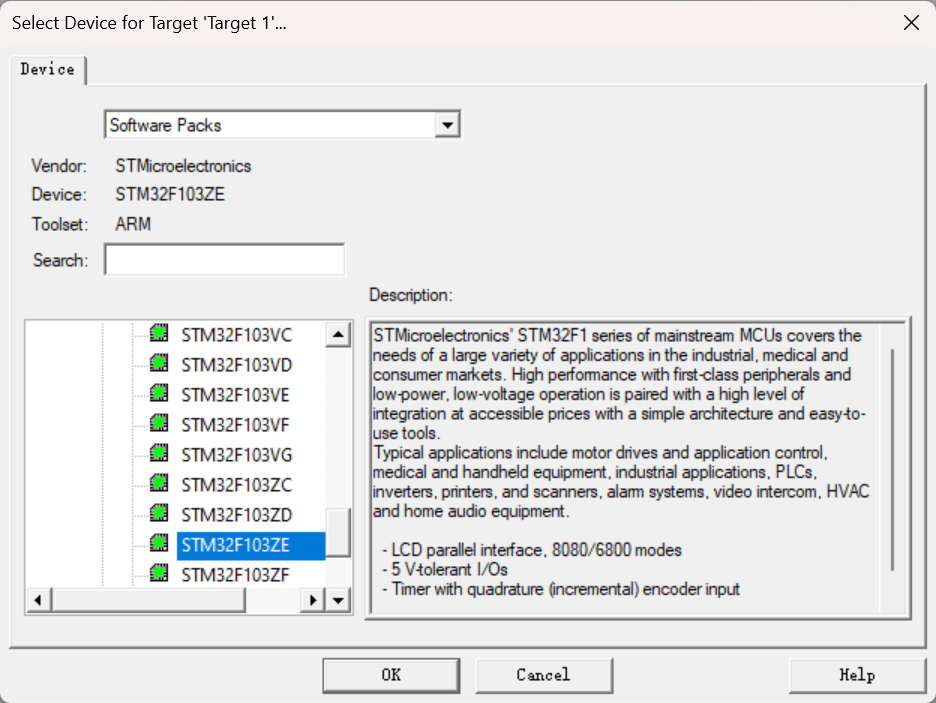 Select Device for Target 'Target 1'...
Device
Software Packs
Vendor: STMicroelectronics
Device: STM32F103ZE
Toolset: ARM
Search:
Description:
STM32F103VC
STM32F103VD
STM32F103VE
STM32F103VF
STM32F103VG
STM32F103ZC
STM32F103ZD
STM32F103ZE
STM32F103ZF
STMicroelectronics' STM32F1 series of mainstream MCUs covers the
needs of a large variety of applications in the industrial, medical and
consumer markets. High performance with first-class peripherals and
low-power, low-voltage operation is paired with a high level of
integration at accessible prices with a simple architecture and easy-to-
use tools.
Typical applications include motor drives and application control,
medical and handheld equipment, industrial applications, PLCs,
inverters, printers, and scanners, alarm systems, video intercom, HVAC
and home audio equipment.
- LCD parallel interface, 8080/6800 modes
- 5 V-tolerant I/Os
- Timer with quadrature (incremental) encoder input
OK
Cancel
Help